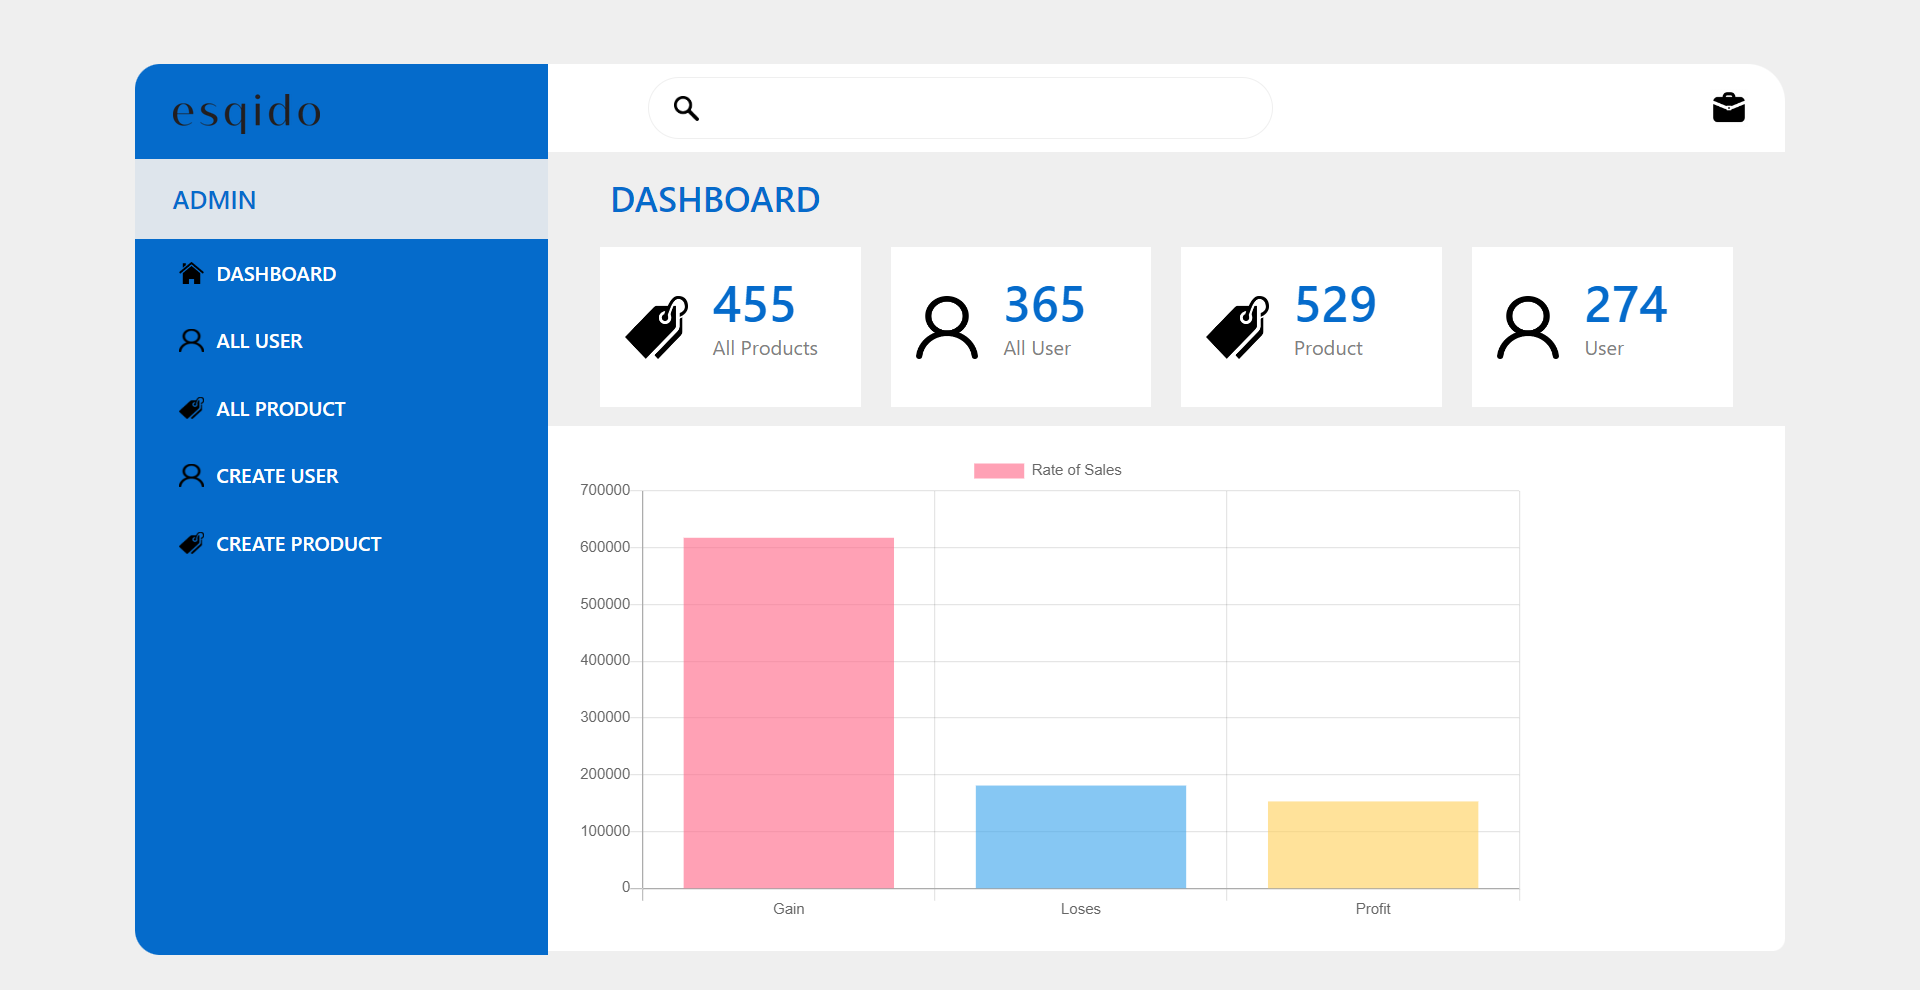 esqido
ADMIN
DASHBOARD
ALL USER
ALL PRODUCT
CREATE USER
CREATE PRODUCT
DASHBOARD
455
All Products
365
All User
529
Product
274
User
Rate of Sales
700000
600000
500000
400000
300000
200000
100000
0
Gain Loses Profit